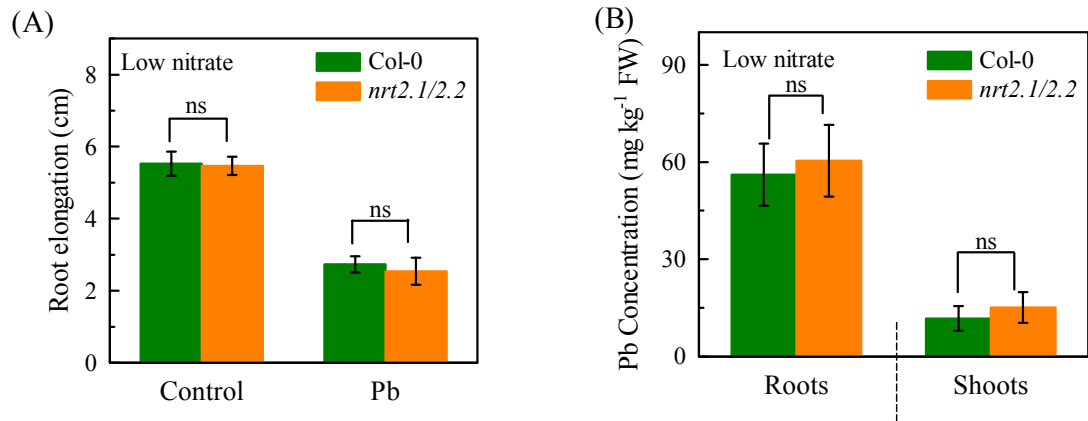 (A)
Low nitrate
Col-0
nrt2.1/2.2
ns
ns
Root elongation (cm)
8
6
4
2
0
Control
Pb
(B)
Low nitrate
Col-0
nrt2.1/2.2
ns
ns
Pb Concentration (mg kg⁻¹ FW)
90
60
30
0
Roots
Shoots